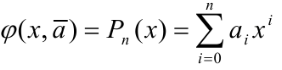 φ(x, a̅) = Pₙ(x) = ∑ᵢ₌₀ⁿ aᵢxⁱ